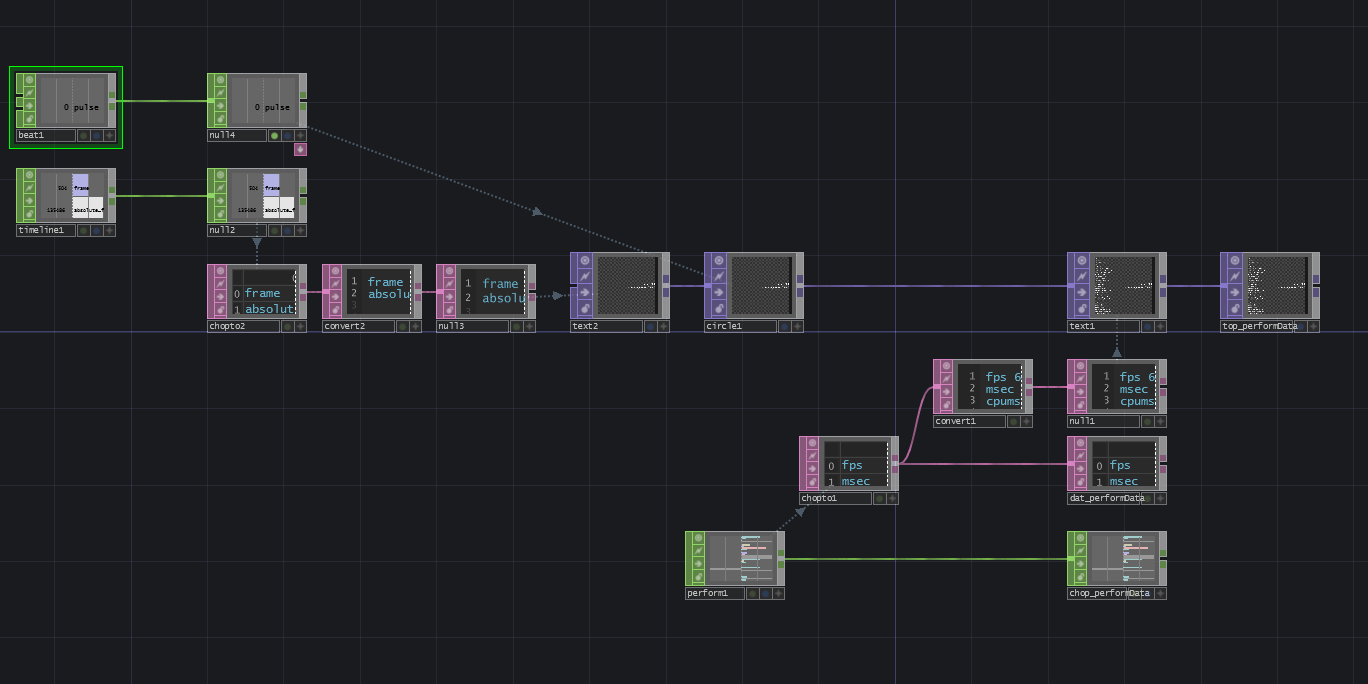 0 pulse
beat1
0 pulse
null4
504 frame
timeline1
504 frame
null2
0 frame
1 absolut
chopto2
1 frame
2 absolu
3
convert2
1 frame
2 absolu
3
null3
text2
circle1
text1
top_performData
1 fps 6
2 msec
3 cpums
convert1
1 fps 6
2 msec
3 cpums
null1
0 fps
1 msec
chopto1
0 fps
1 msec
dat_performData
perform1
chop_performData